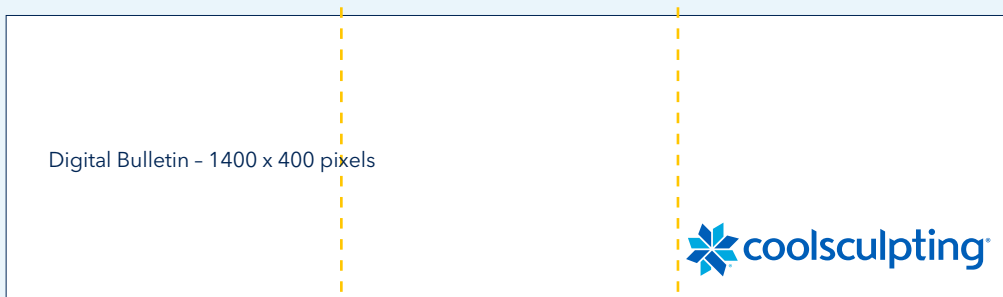 Digital Bulletin – 1400 x 400 pixels
coolsculpting®